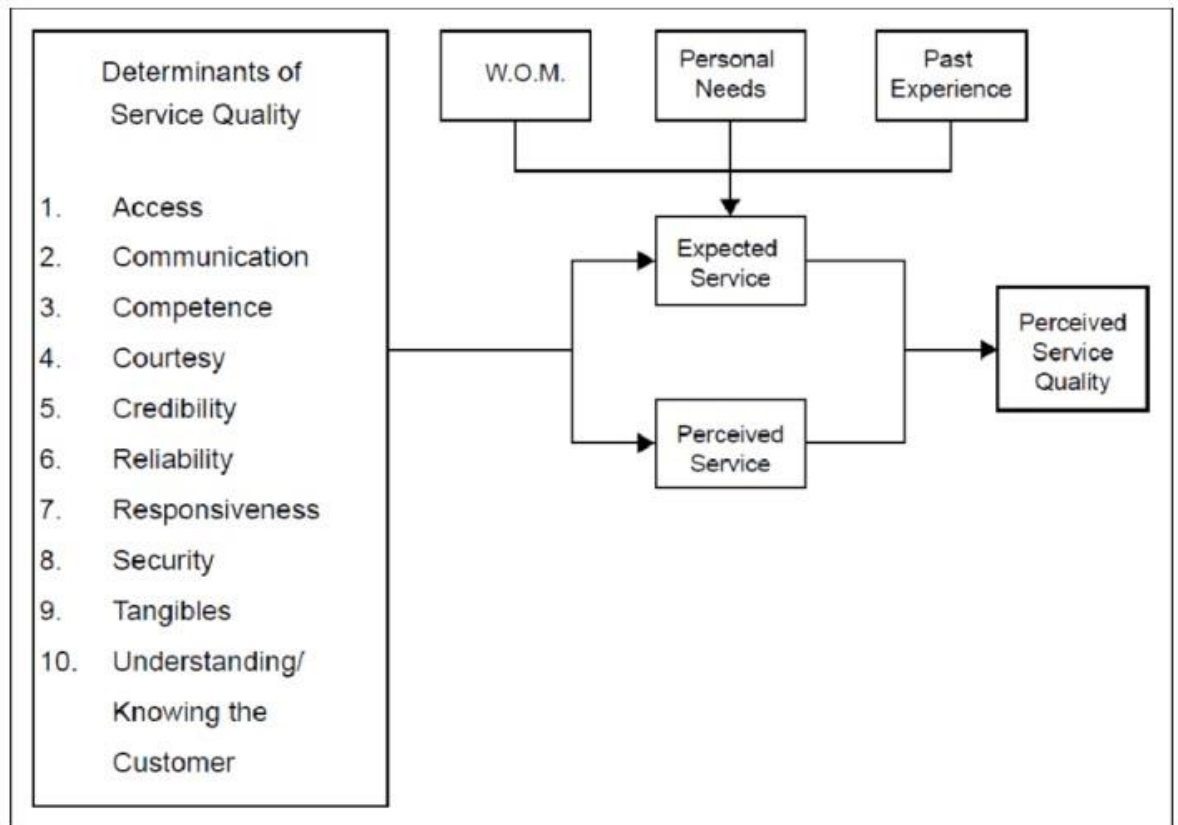 Determinants of
Service Quality
1. Access
2. Communication
3. Competence
4. Courtesy
5. Credibility
6. Reliability
7. Responsiveness
8. Security
9. Tangibles
10. Understanding/
Knowing the
Customer
W.O.M.
Personal
Needs
Past
Experience
Expected
Service
Perceived
Service
Perceived
Service
Quality